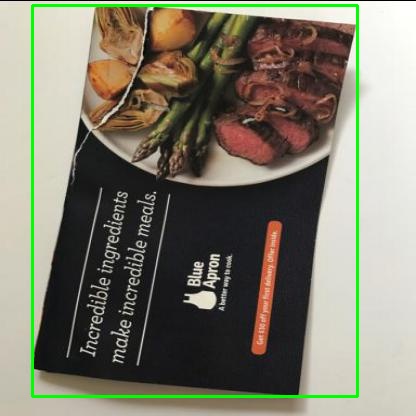 Incredible ingredients
make incredible meals.
Blue
Apron
A better way to cook.
Get $30 off your first delivery. Offer inside.